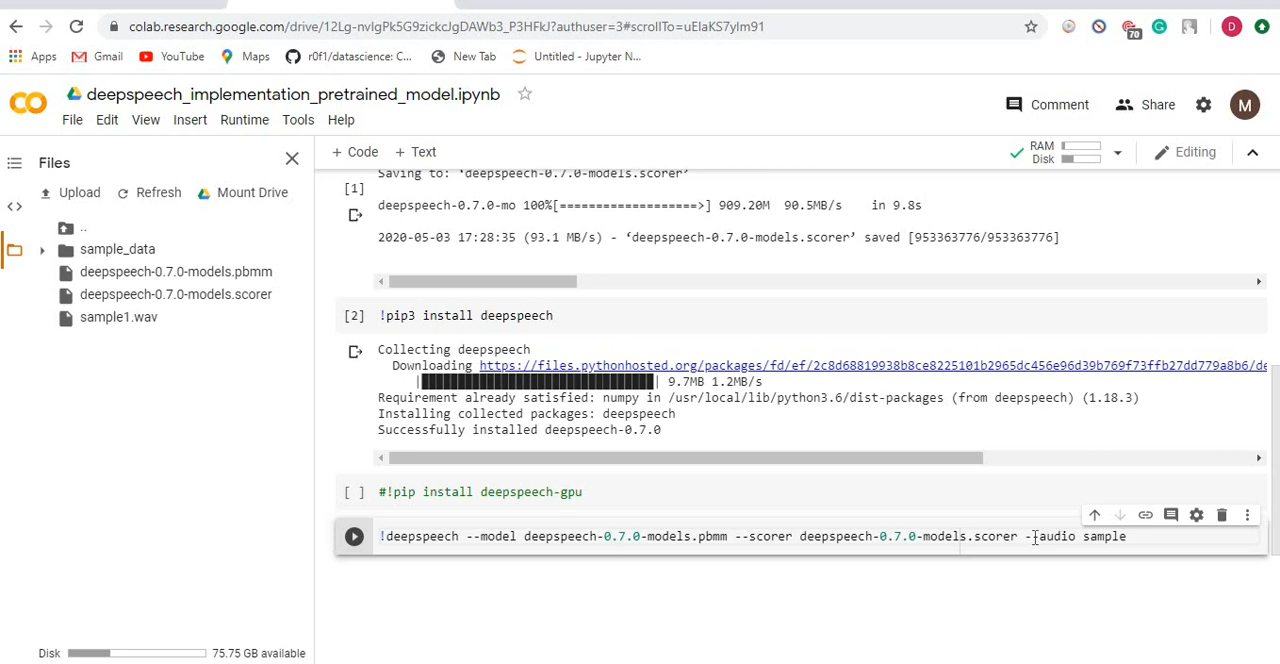 colab.research.google.com/drive/12Lg-nvIgPk5G9zickcJgDAWb3_P3HFkJ?authuser=3#scrollTo=uElaKS7ylm91
70
D
Apps
Gmail
YouTube
Maps
r0f1/datascience: C...
New Tab
Untitled - Jupyter N...
CO
deepspeech_implementation_pretrained_model.ipynb
Comment
Share
M
File Edit View Insert Runtime Tools Help
Files
+ Code + Text
RAM
Disk
Editing
Upload Refresh Mount Drive
..
sample_data
deepspeech-0.7.0-models.pbmm
deepspeech-0.7.0-models.scorer
sample1.wav
Saving to: ‘deepspeech-0.7.0-models.scorer’
[1]
deepspeech-0.7.0-mo 100%[===================>] 909.20M 90.5MB/s in 9.8s
2020-05-03 17:28:35 (93.1 MB/s) - ‘deepspeech-0.7.0-models.scorer’ saved [953363776/953363776]
[2] !pip3 install deepspeech
Collecting deepspeech
Downloading https://files.pythonhosted.org/packages/fd/ef/2c8d68819938b8ce8225101b2965dc456e96d39b769f73ffb27dd779a8b6/de
| 9.7MB 1.2MB/s
Requirement already satisfied: numpy in /usr/local/lib/python3.6/dist-packages (from deepspeech) (1.18.3)
Installing collected packages: deepspeech
Successfully installed deepspeech-0.7.0
[ ] #!pip install deepspeech-gpu
!deepspeech --model deepspeech-0.7.0-models.pbmm --scorer deepspeech-0.7.0-models.scorer --audio sample
Disk 75.75 GB available